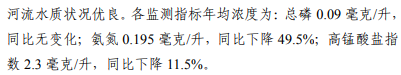 河流水质状况优良。各监测指标年均浓度为：总磷 0.09 毫克/升，
同比无变化；氨氮 0.195 毫克/升，同比下降 49.5%；高锰酸盐指
数 2.3 毫克/升，同比下降 11.5%。